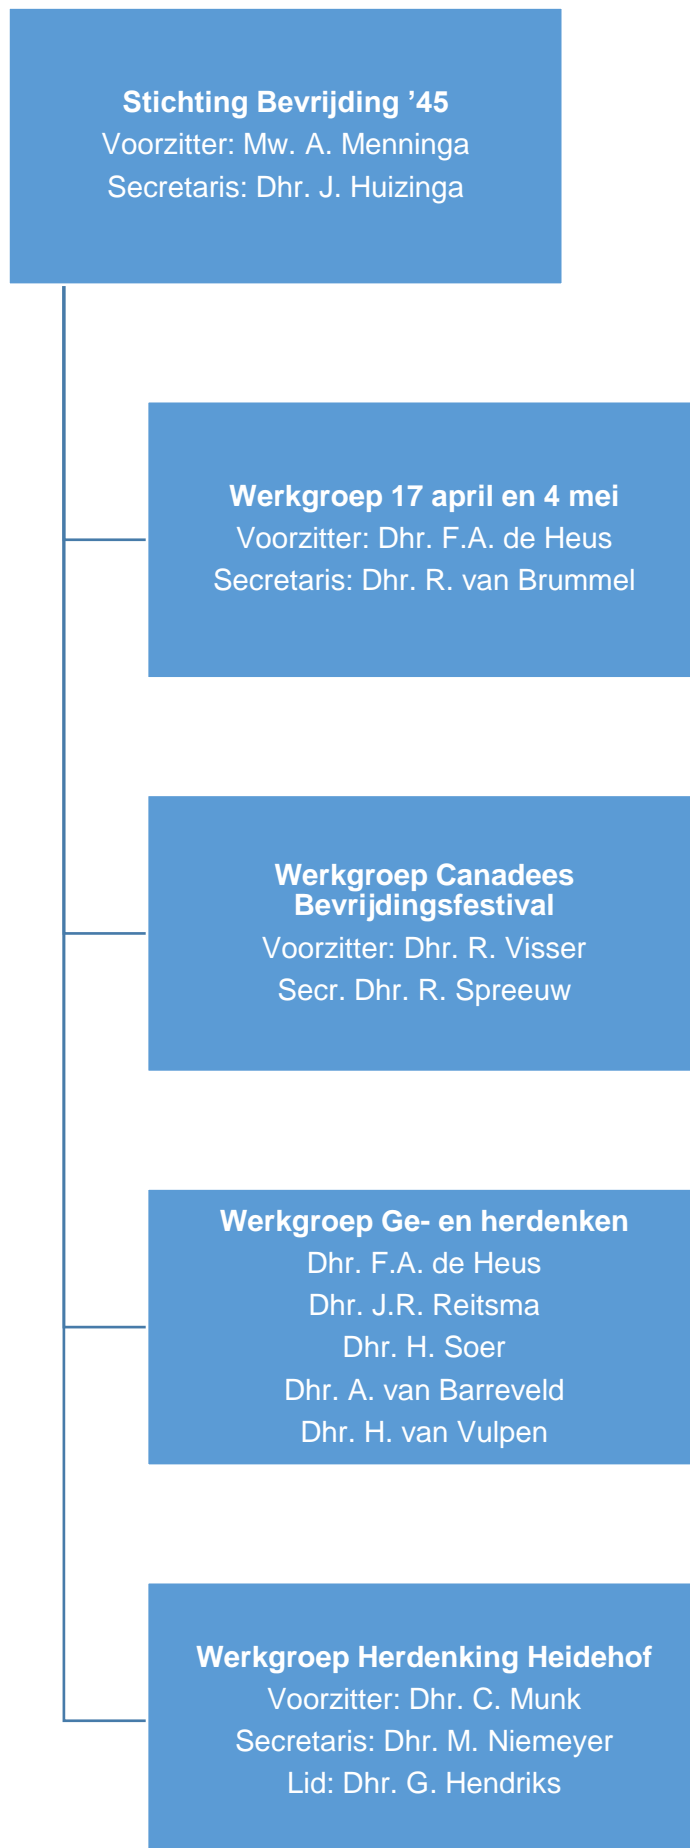 Stichting Bevrijding ’45
Voorzitter: Mw. A. Menninga
Secretaris: Dhr. J. Huizinga
Werkgroep 17 april en 4 mei
Voorzitter: Dhr. F.A. de Heus
Secretaris: Dhr. R. van Brummel
Werkgroep Canadees
Bevrijdingsfestival
Voorzitter: Dhr. R. Visser
Secr. Dhr. R. Spreeuw
Werkgroep Ge- en herdenken
Dhr. F.A. de Heus
Dhr. J.R. Reitsma
Dhr. H. Soer
Dhr. A. van Barreveld
Dhr. H. van Vulpen
Werkgroep Herdenking Heidehof
Voorzitter: Dhr. C. Munk
Secretaris: Dhr. M. Niemeyer
Lid: Dhr. G. Hendriks